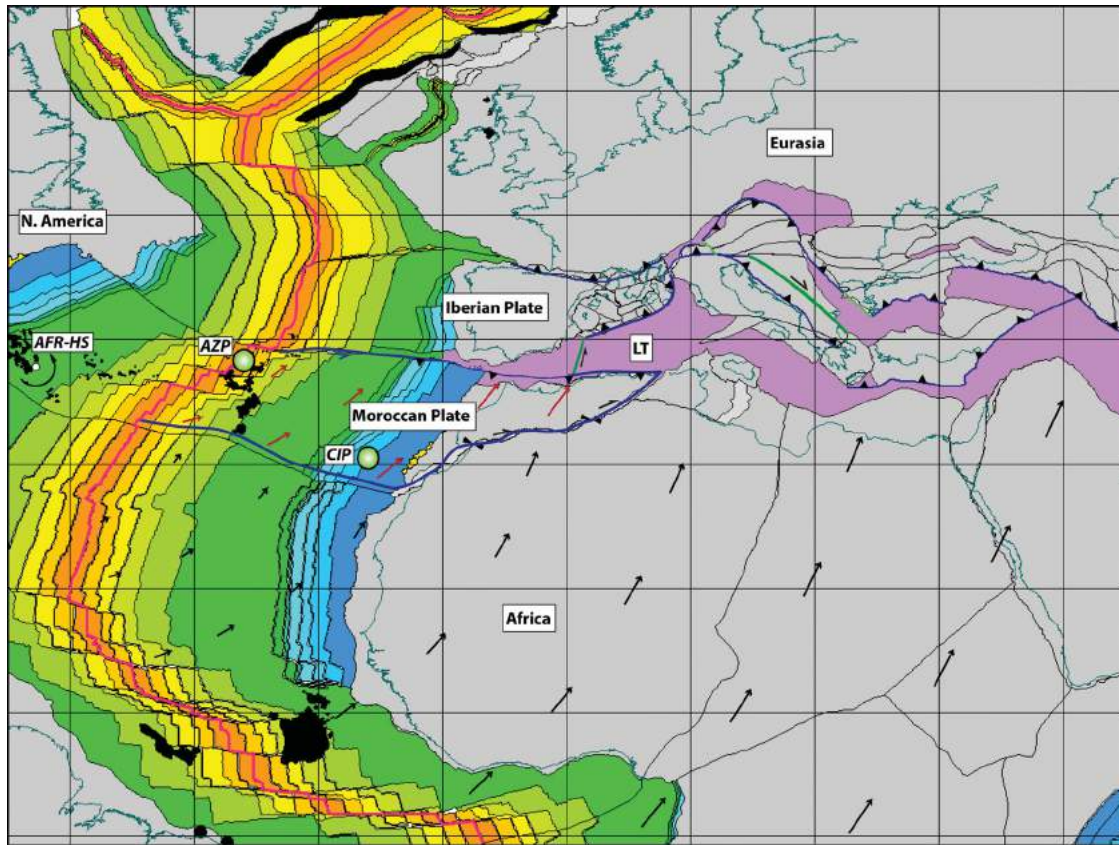 Eurasia
N. America
Iberian Plate
AFR-HS
AZP
LT
Moroccan Plate
CIP
Africa